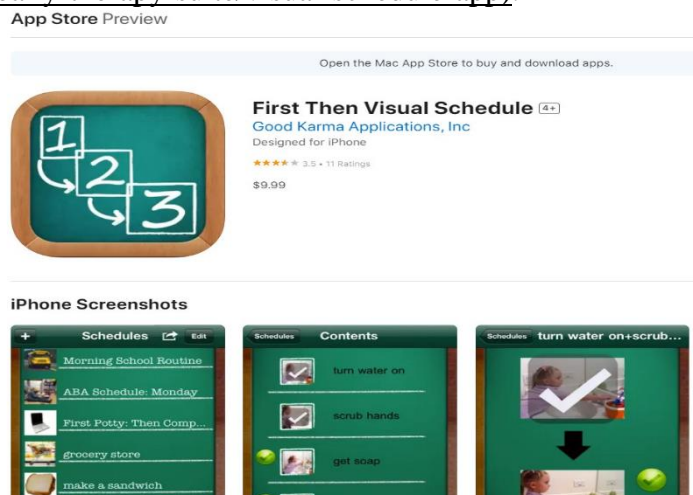 App Store Preview
Open the Mac App Store to buy and download apps.
1
2
3
First Then Visual Schedule 4+
Good Karma Applications, Inc
Designed for iPhone
★★★★★ 3.5 • 11 Ratings
$9.99
iPhone Screenshots
+ Schedules Edit
Morning School Routine
ABA Schedule: Monday
First Potty: Then Comp...
grocery store
make a sandwich
Schedules Contents
turn water on
scrub hands
get soap
Schedules turn water on+scrub...